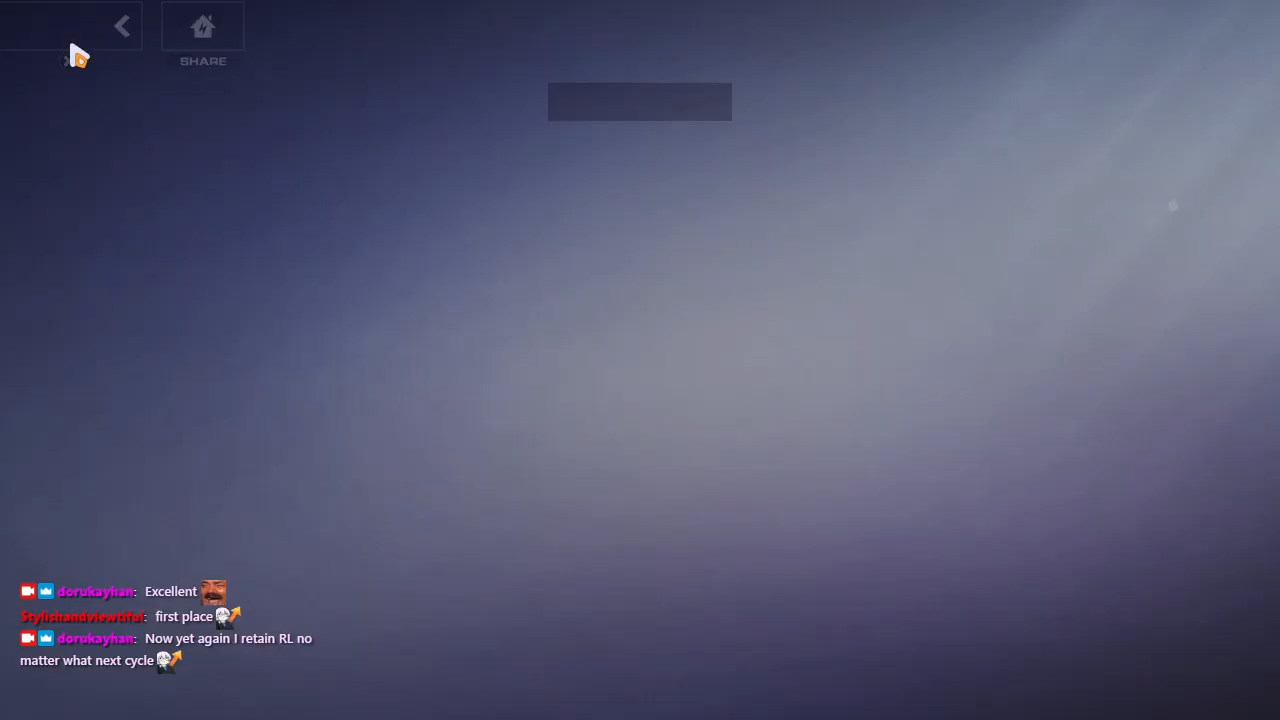 SHARE
dorukayhan: Excellent
Stylishandviewtiful: first place
dorukayhan: Now yet again I retain RL no
matter what next cycle